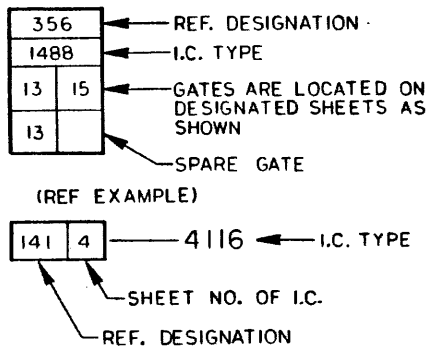 356 REF. DESIGNATION
1488 I.C. TYPE
13 15 GATES ARE LOCATED ON
DESIGNATED SHEETS AS
SHOWN
13
SPARE GATE
(REF EXAMPLE)
141 4 4116 I.C. TYPE
SHEET NO. OF I.C.
REF. DESIGNATION